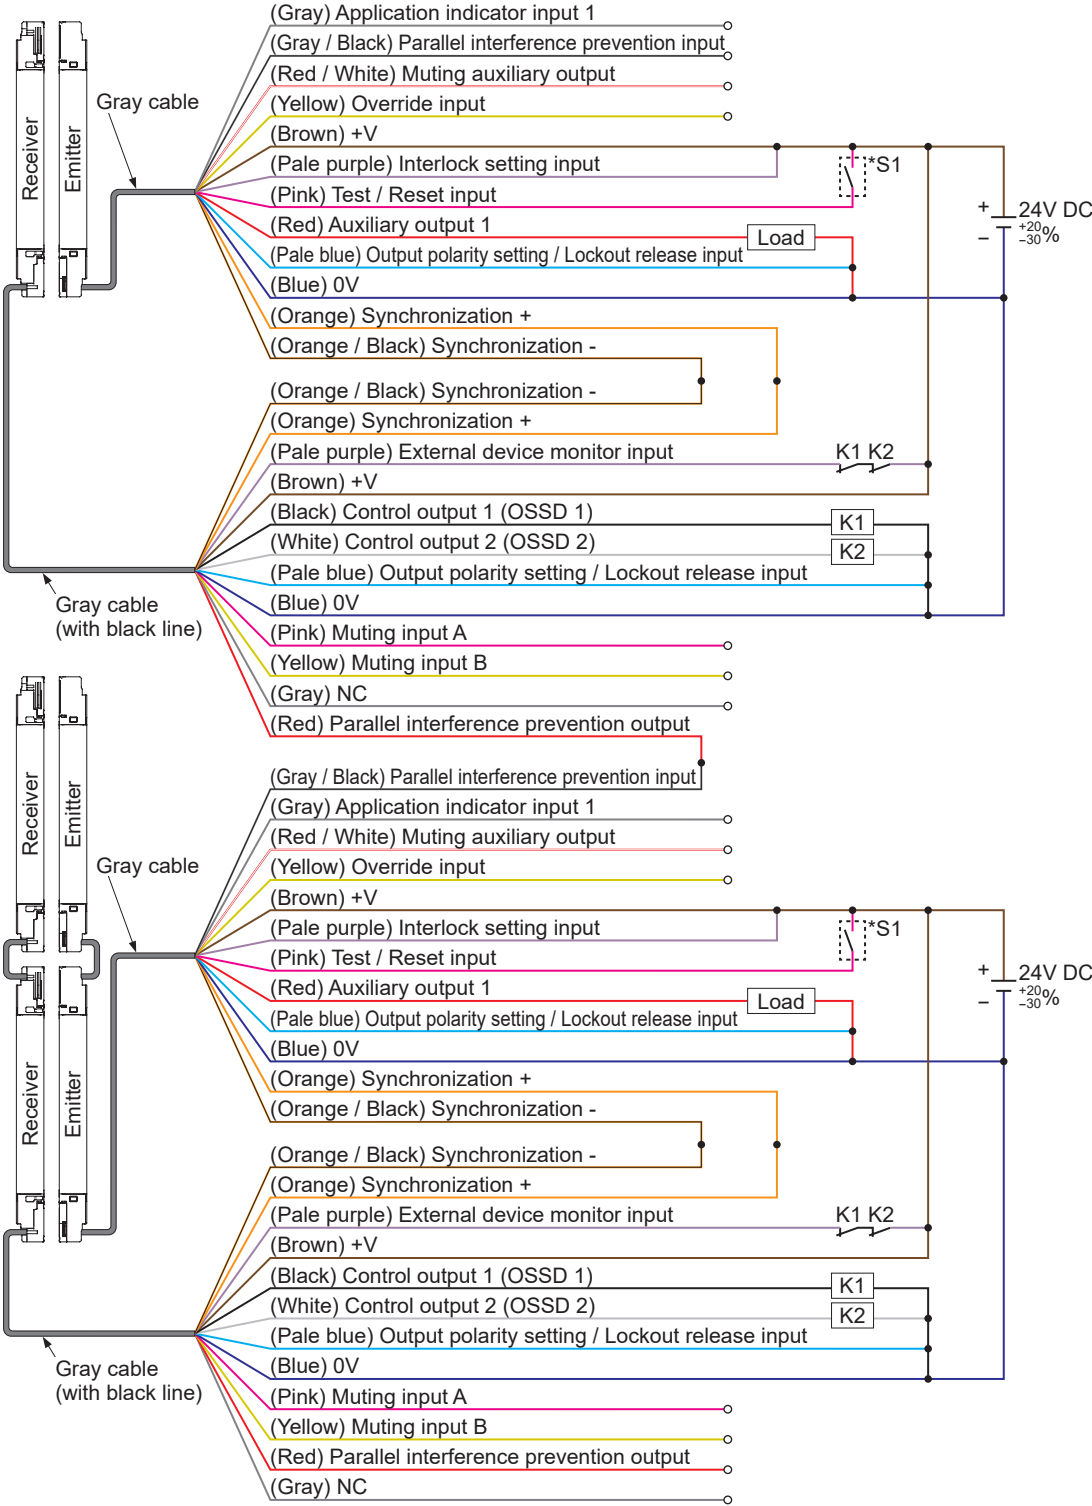 (Gray) Application indicator input 1
(Gray / Black) Parallel interference prevention input
(Red / White) Muting auxiliary output
Gray cable
(Yellow) Override input
(Brown) +V
Receiver
Emitter
(Pale purple) Interlock setting input
*S1
(Pink) Test / Reset input
+
24V DC
+20
-30%
−
(Red) Auxiliary output 1
Load
(Pale blue) Output polarity setting / Lockout release input
(Blue) 0V
(Orange) Synchronization +
(Orange / Black) Synchronization -
(Orange / Black) Synchronization -
(Orange) Synchronization +
(Pale purple) External device monitor input
K1 K2
(Brown) +V
(Black) Control output 1 (OSSD 1)
K1
(White) Control output 2 (OSSD 2)
K2
(Pale blue) Output polarity setting / Lockout release input
Gray cable
(with black line)
(Blue) 0V
(Pink) Muting input A
(Yellow) Muting input B
(Gray) NC
(Red) Parallel interference prevention output
(Gray / Black) Parallel interference prevention input
(Gray) Application indicator input 1
Receiver
Emitter
(Red / White) Muting auxiliary output
Gray cable
(Yellow) Override input
(Brown) +V
(Pale purple) Interlock setting input
*S1
(Pink) Test / Reset input
+
24V DC
+20
-30%
−
(Red) Auxiliary output 1
Load
(Pale blue) Output polarity setting / Lockout release input
(Blue) 0V
Receiver
Emitter
(Orange) Synchronization +
(Orange / Black) Synchronization -
(Orange / Black) Synchronization -
(Orange) Synchronization +
(Pale purple) External device monitor input
K1 K2
(Brown) +V
(Black) Control output 1 (OSSD 1)
K1
(White) Control output 2 (OSSD 2)
K2
(Pale blue) Output polarity setting / Lockout release input
Gray cable
(with black line)
(Blue) 0V
(Pink) Muting input A
(Yellow) Muting input B
(Red) Parallel interference prevention output
(Gray) NC